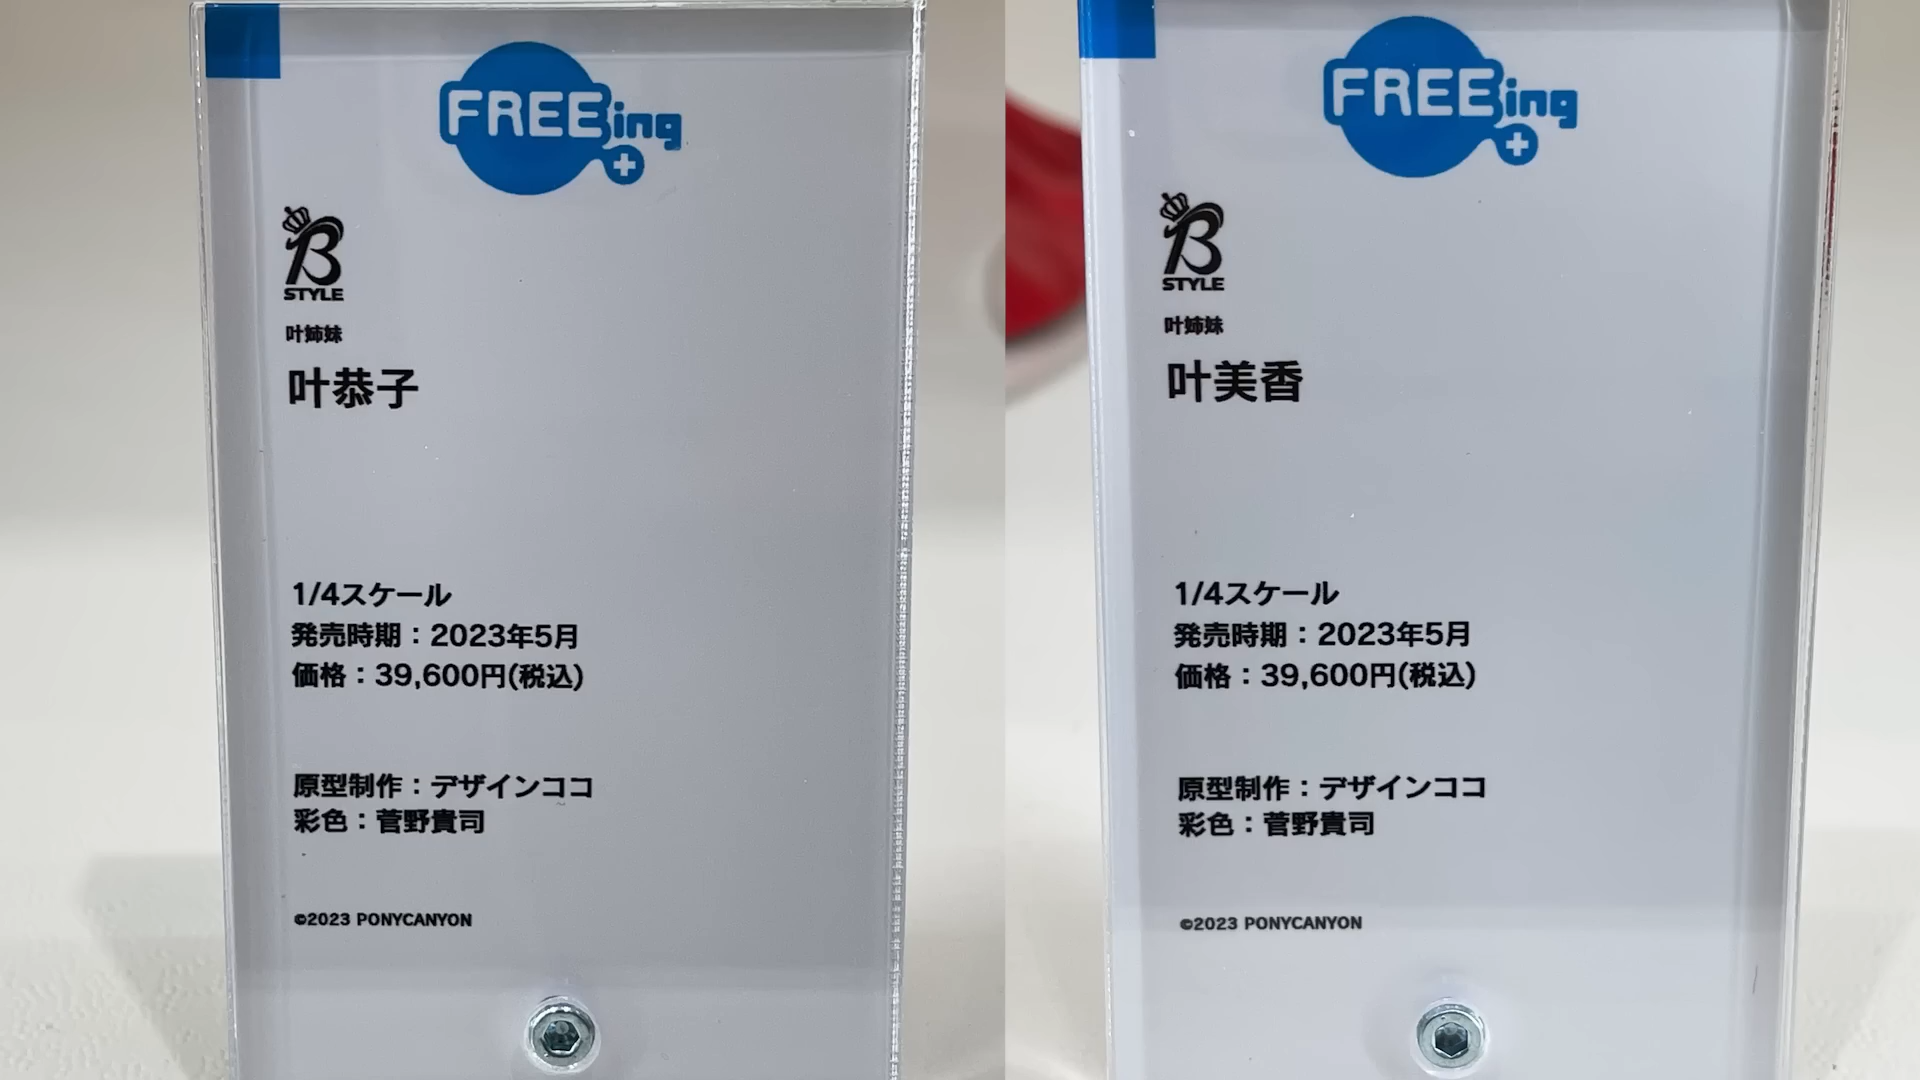 FREEing
B
STYLE
叶姉妹
叶恭子
1/4スケール
発売時期：2023年5月
価格：39,600円(税込)
原型制作：デザインココ
彩色：菅野貴司
©2023 PONYCANYON
FREEing
B
STYLE
叶姉妹
叶美香
1/4スケール
発売時期：2023年5月
価格：39,600円(税込)
原型制作：デザインココ
彩色：菅野貴司
©2023 PONYCANYON